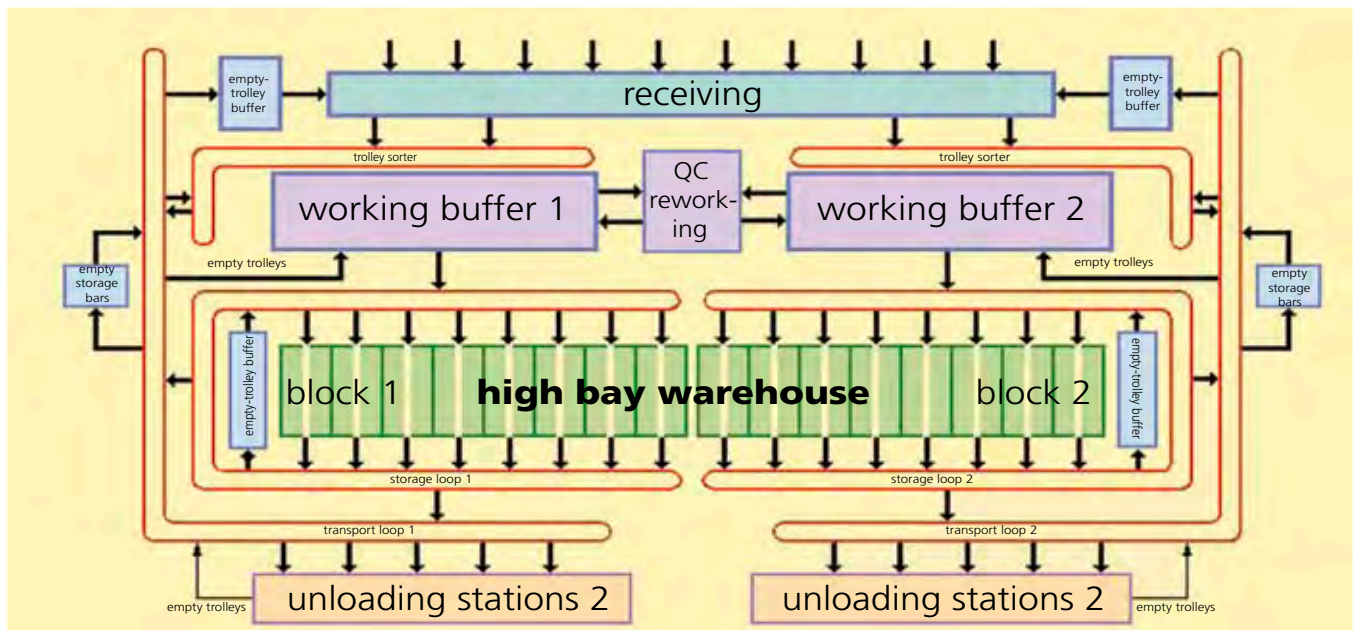 empty-
trolley
buffer
receiving
empty-
trolley
buffer
trolley sorter
trolley sorter
QC
rework-
ing
working buffer 1
working buffer 2
empty trolleys
empty trolleys
empty
storage
bars
empty
storage
bars
empty-trolley buffer
block 1
high bay warehouse
block 2
empty-trolley buffer
storage loop 1
storage loop 2
transport loop 1
transport loop 2
unloading stations 2
unloading stations 2
empty trolleys
empty trolleys